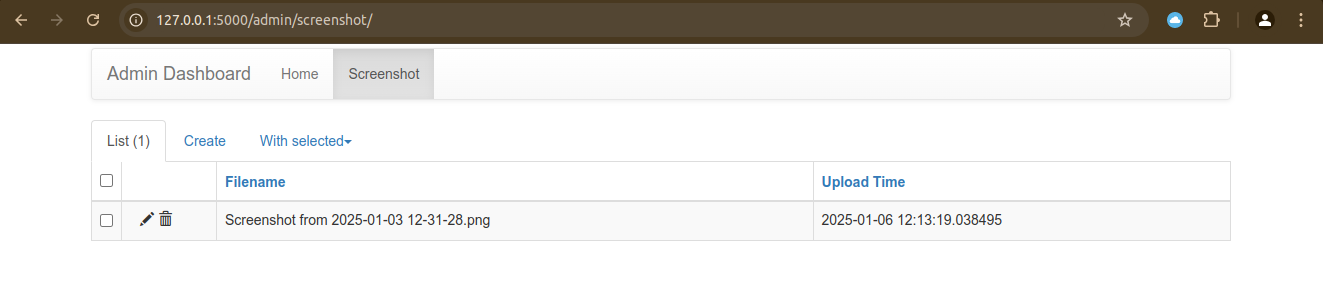 127.0.0.1:5000/admin/screenshot/
Admin Dashboard Home Screenshot
List (1) Create With selected
Filename Upload Time
Screenshot from 2025-01-03 12-31-28.png 2025-01-06 12:13:19.038495